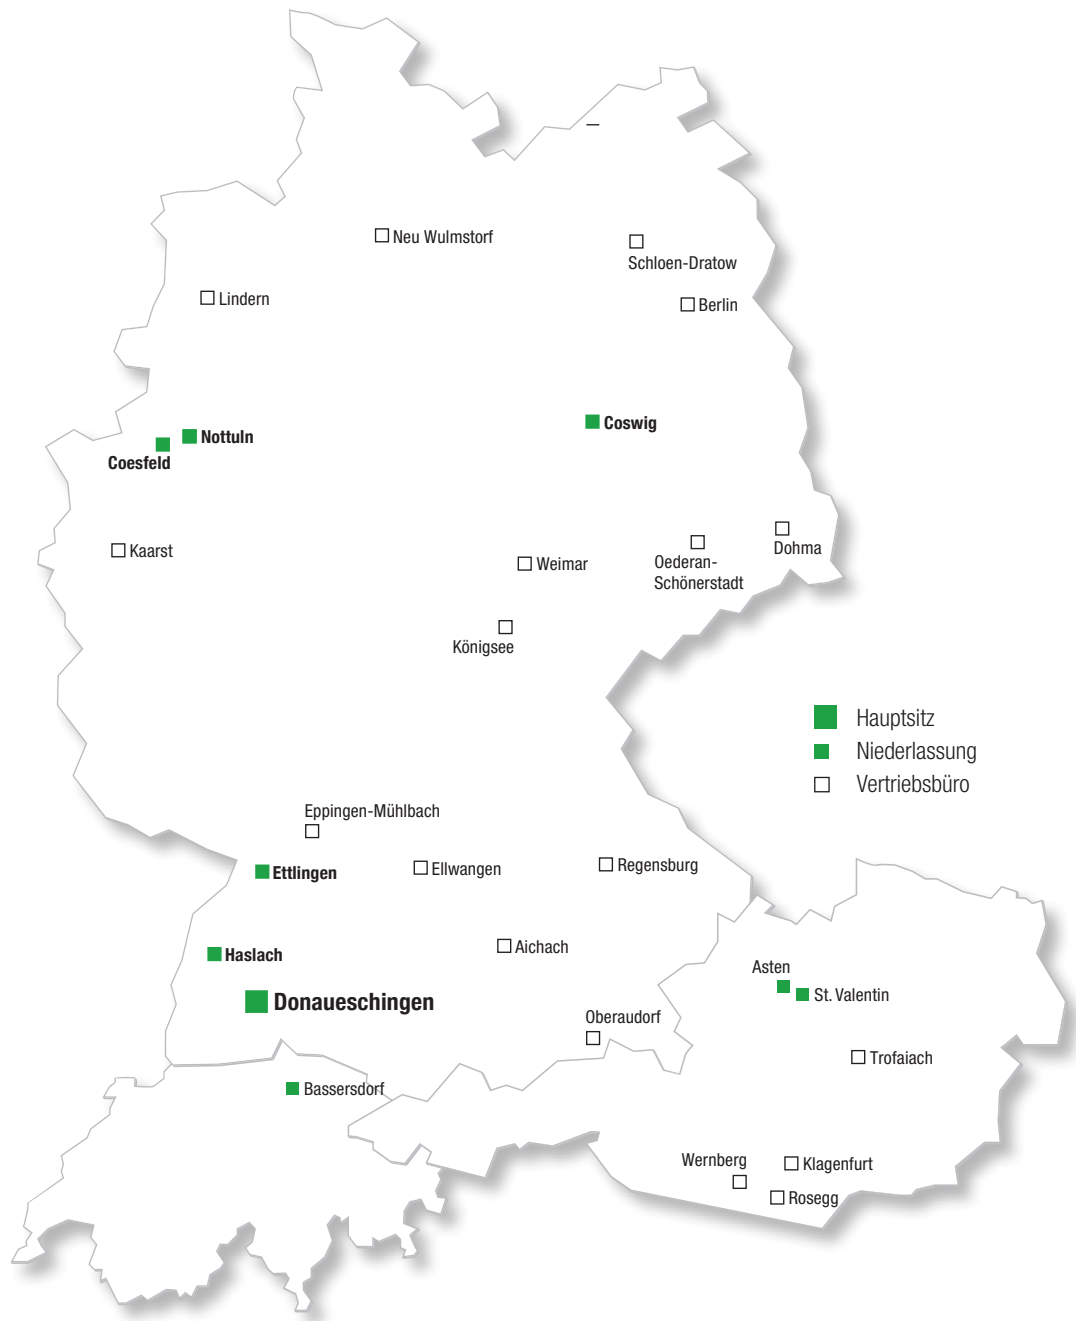 Neu Wulmstorf
Schloen-Dratow
Lindern
Berlin
Coswig
Nottuln
Coesfeld
Dohma
Kaarst
Weimar
Oederan-
Schönerstadt
Königsee
Hauptsitz
Niederlassung
Vertriebsbüro
Eppingen-Mühlbach
Ettlingen
Ellwangen
Regensburg
Haslach
Aichach
Asten
St. Valentin
Donaueschingen
Oberaudorf
Trofaiach
Bassersdorf
Wernberg
Klagenfurt
Rosegg